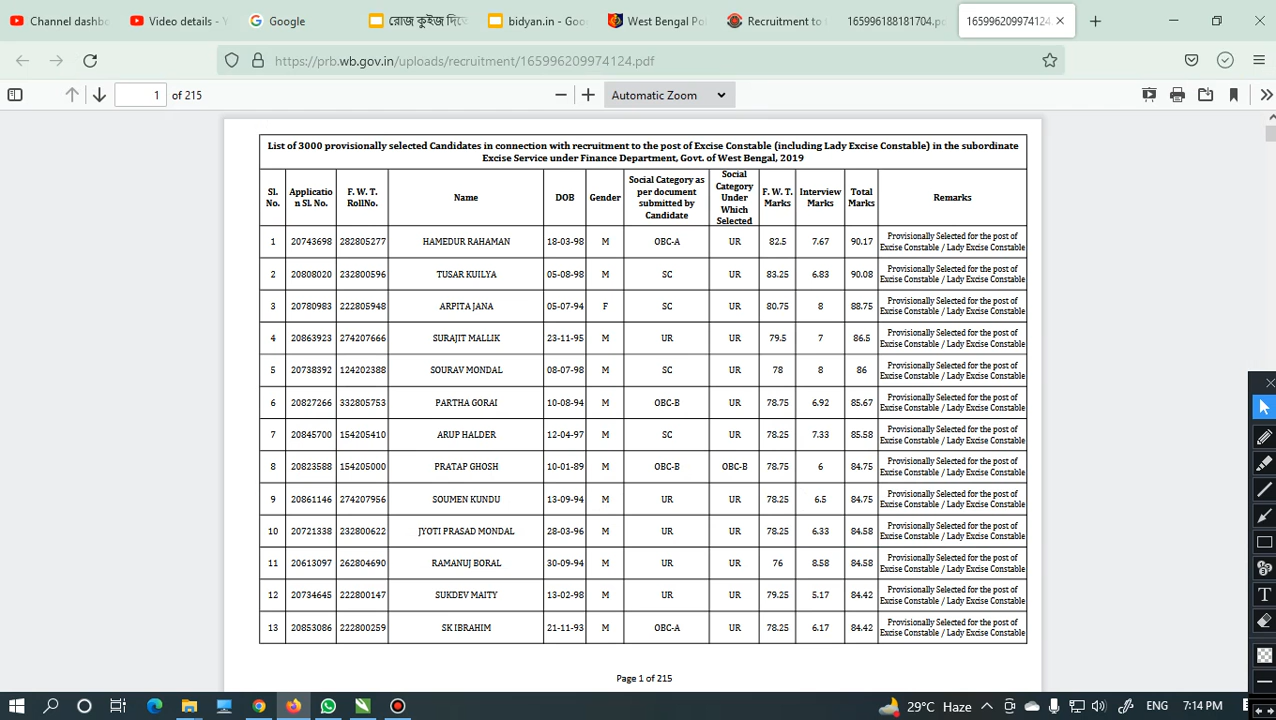 Channel dashbo
Video details - Y
Google
রোজ কুইজ দিতে
bidyan.in - Goo
West Bengal Pol
Recruitment to t
165996188181704.p
165996209974124.
https://prb.wb.gov.in/uploads/recruitment/165996209974124.pdf
1 of 215
Automatic Zoom
List of 3000 provisionally selected Candidates in connection with recruitment to the post of Excise Constable (including Lady Excise Constable) in the subordinate
Excise Service under Finance Department, Govt. of West Bengal, 2019
Sl. No. Applicatio n Sl. No. F. W. T. RollNo. Name DOB Gender Social Category as per document submitted by Candidate Social Category Under Which Selected F. W. T. Marks Interview Marks Total Marks Remarks
1 20743698 282805277 HAMEDUR RAHAMAN 18-03-98 M OBC-A UR 82.5 7.67 90.17 Provisionally Selected for the post of Excise Constable / Lady Excise Constable
2 20808020 232800596 TUSAR KUILYA 05-08-98 M SC UR 83.25 6.83 90.08 Provisionally Selected for the post of Excise Constable / Lady Excise Constable
3 20780983 222805948 ARPITA JANA 05-07-94 F SC UR 80.75 8 88.75 Provisionally Selected for the post of Excise Constable / Lady Excise Constable
4 20863923 274207666 SURAJIT MALLIK 23-11-95 M UR UR 79.5 7 86.5 Provisionally Selected for the post of Excise Constable / Lady Excise Constable
5 20738392 124202388 SOURAV MONDAL 08-07-98 M SC UR 78 8 86 Provisionally Selected for the post of Excise Constable / Lady Excise Constable
6 20827266 332805753 PARTHA GORAI 10-08-94 M OBC-B UR 78.75 6.92 85.67 Provisionally Selected for the post of Excise Constable / Lady Excise Constable
7 20845700 154205410 ARUP HALDER 12-04-97 M SC UR 78.25 7.33 85.58 Provisionally Selected for the post of Excise Constable / Lady Excise Constable
8 20823588 154205000 PRATAP GHOSH 10-01-89 M OBC-B OBC-B 78.75 6 84.75 Provisionally Selected for the post of Excise Constable / Lady Excise Constable
9 20861146 274207956 SOUMEN KUNDU 13-09-94 M UR UR 78.25 6.5 84.75 Provisionally Selected for the post of Excise Constable / Lady Excise Constable
10 20721338 232800622 JYOTI PRASAD MONDAL 28-03-96 M UR UR 78.25 6.33 84.58 Provisionally Selected for the post of Excise Constable / Lady Excise Constable
11 20613097 262804690 RAMANUJ BORAL 30-09-94 M UR UR 76 8.58 84.58 Provisionally Selected for the post of Excise Constable / Lady Excise Constable
12 20734645 222800147 SUKDEV MAITY 13-02-98 M UR UR 79.25 5.17 84.42 Provisionally Selected for the post of Excise Constable / Lady Excise Constable
13 20853086 222800259 SK IBRAHIM 21-11-93 M OBC-A UR 78.25 6.17 84.42 Provisionally Selected for the post of Excise Constable / Lady Excise Constable
Page 1 of 215
29°C Haze ENG 7:14 PM